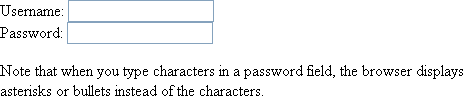 Username:
Password:
Note that when you type characters in a password field, the browser displays
asterisks or bullets instead of the characters.